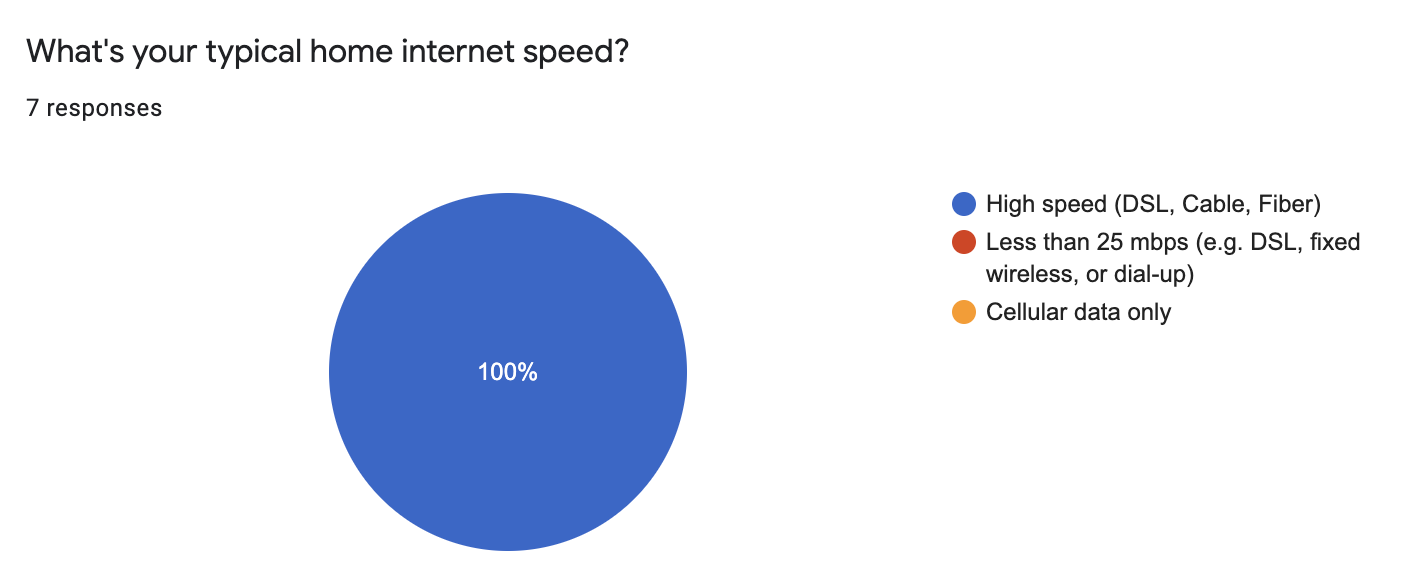 What's your typical home internet speed?
7 responses
100%
High speed (DSL, Cable, Fiber)
Less than 25 mbps (e.g. DSL, fixed
wireless, or dial-up)
Cellular data only